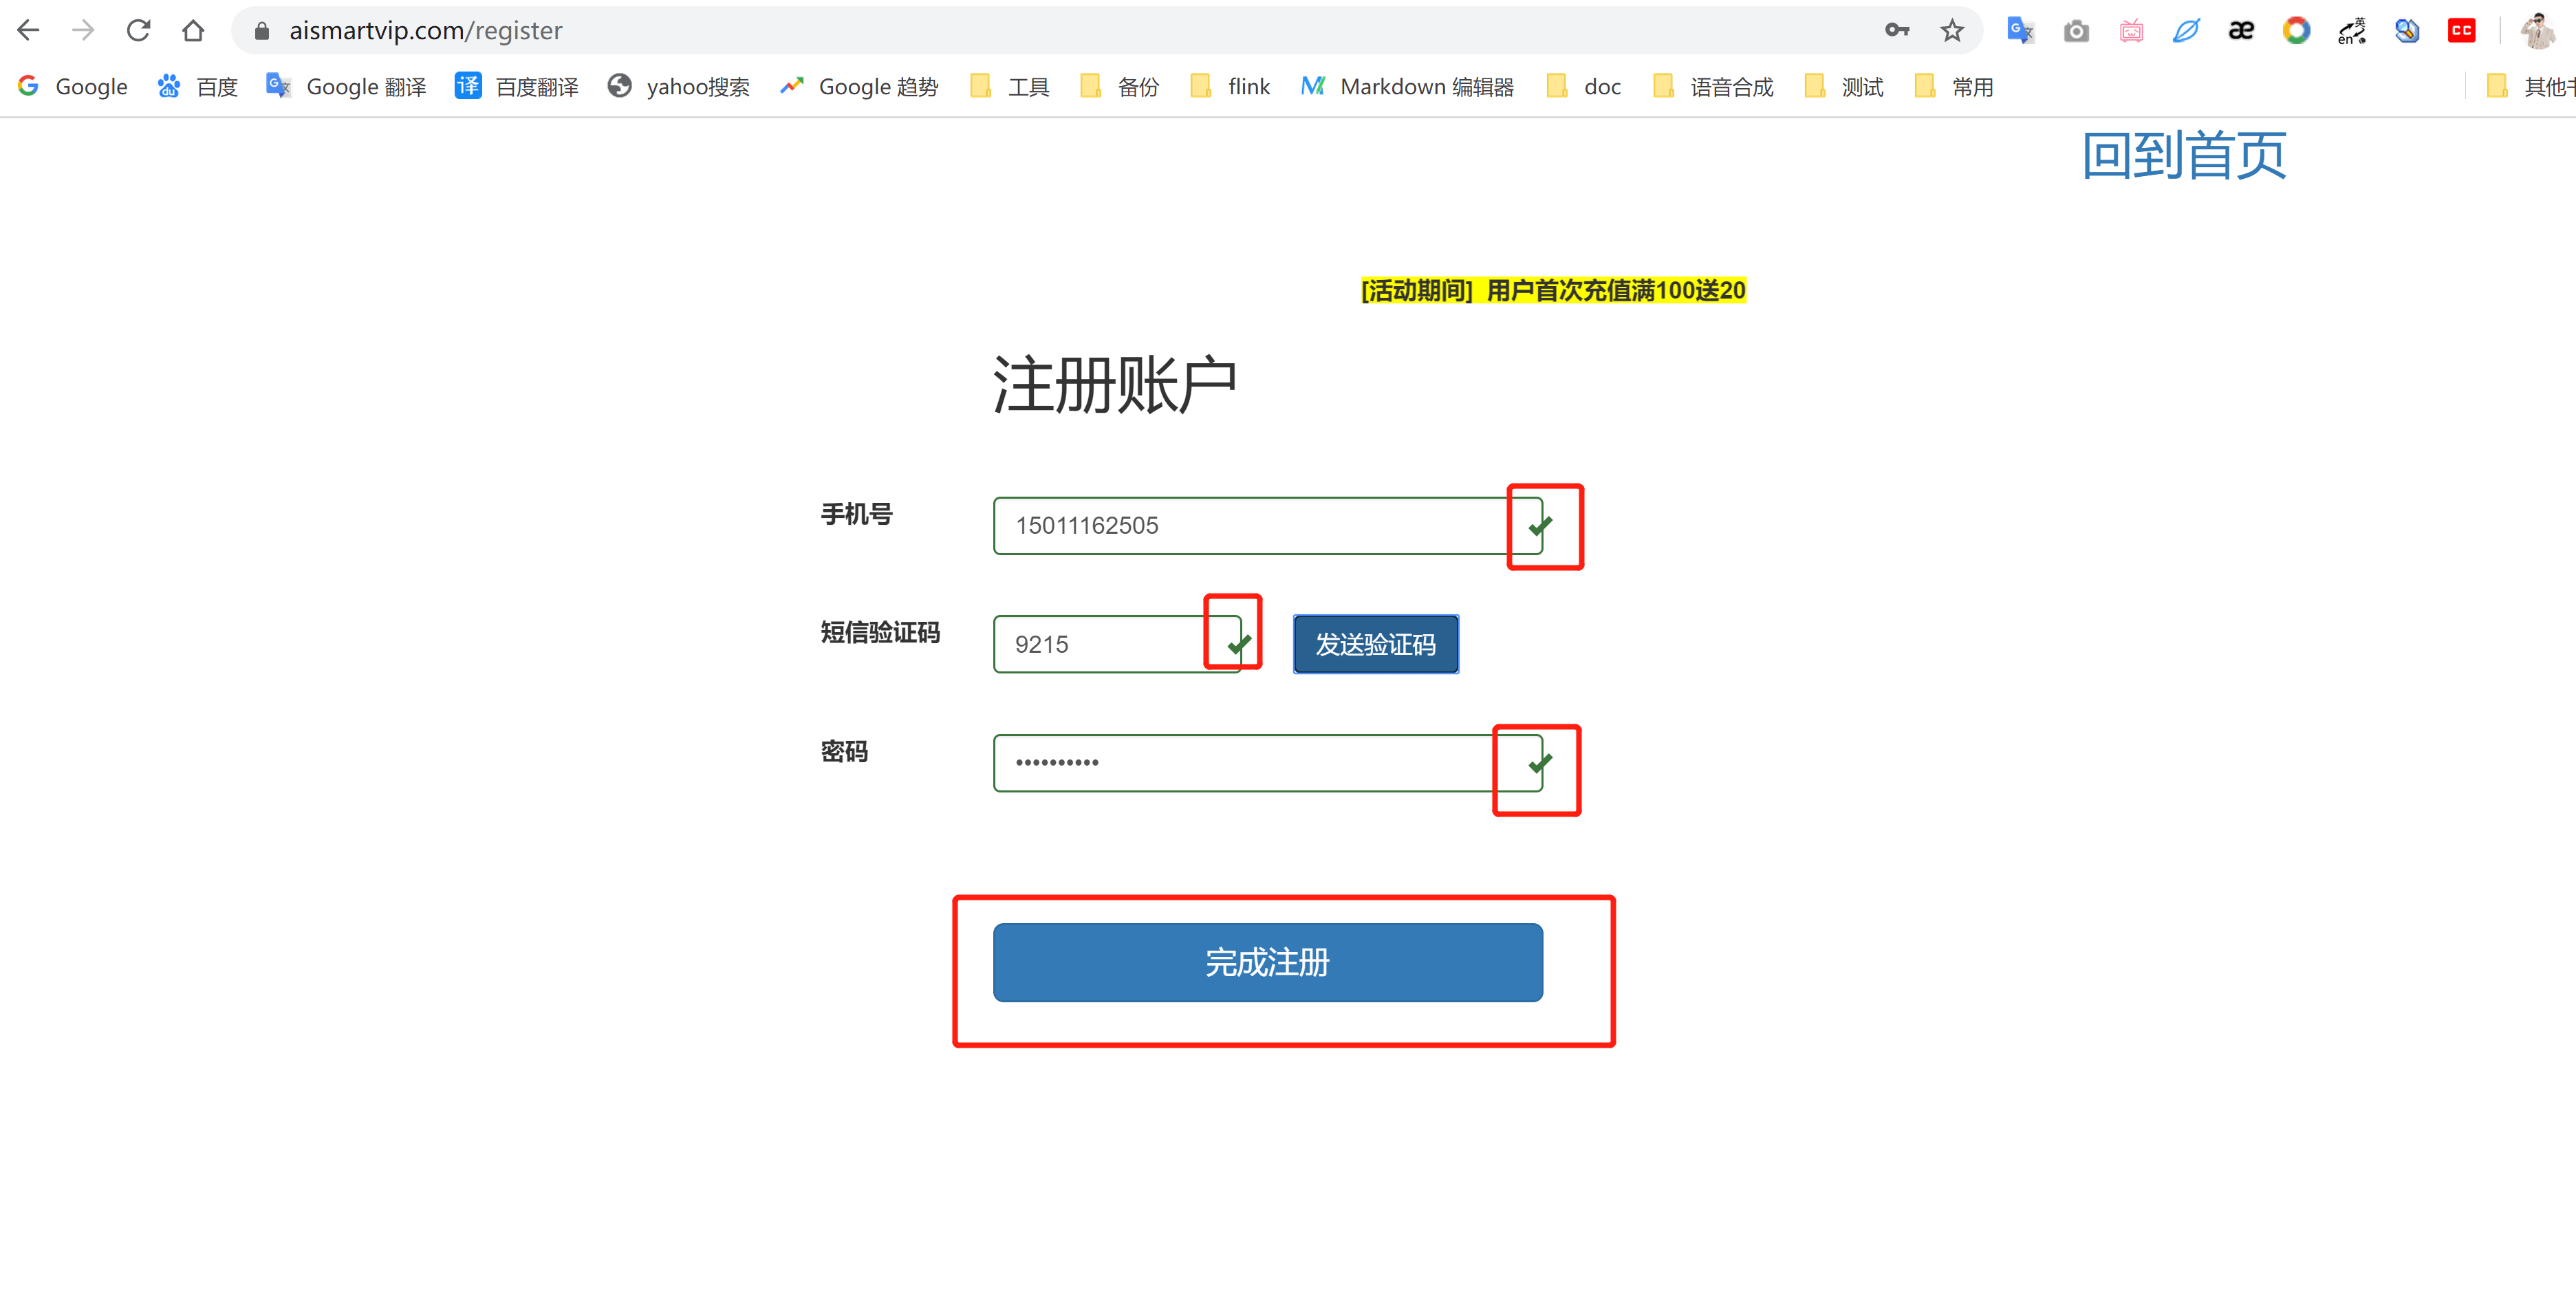 aismartvip.com/register
Google 百度 Google 翻译 百度翻译 yahoo搜索 Google 趋势 工具 备份 flink Markdown 编辑器 doc 语音合成 测试 常用 其他
回到首页
[活动期间] 用户首次充值满100送20
注册账户
手机号 15011162505
短信验证码 9215 发送验证码
密码 ••••••••••
完成注册